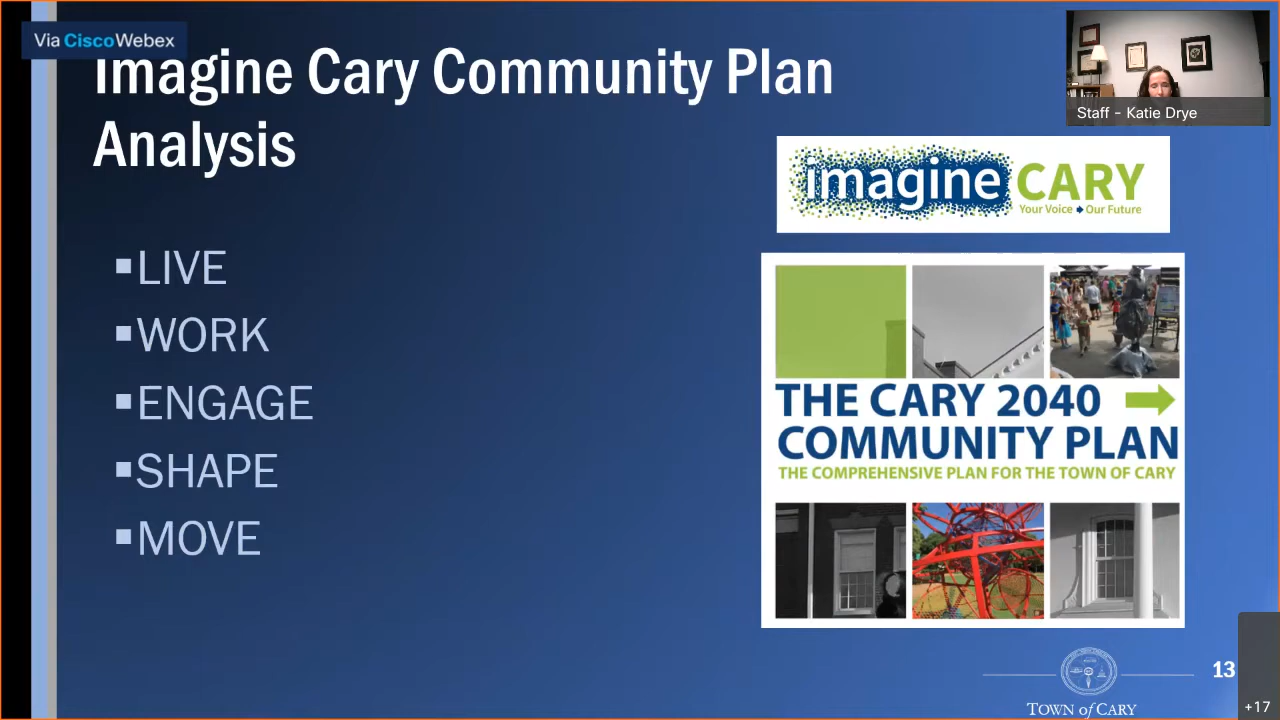 Via Cisco Webex
Imagine Cary Community Plan
Analysis
Staff - Katie Drye
imagine CARY
Your Voice Our Future
▪LIVE
▪WORK
▪ENGAGE
▪SHAPE
▪MOVE
THE CARY 2040
COMMUNITY PLAN
THE COMPREHENSIVE PLAN FOR THE TOWN OF CARY
13
TOWN of CARY
+17